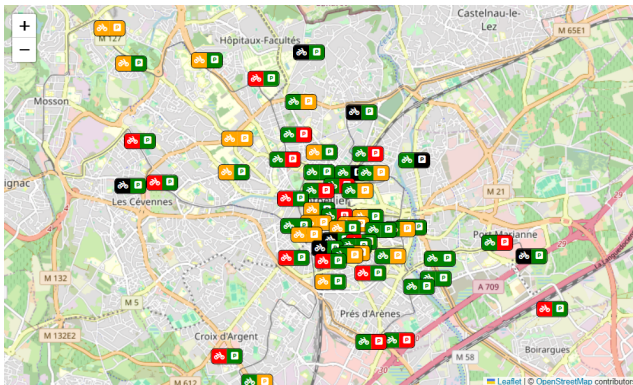 +
−
Castelnau-le-
Lez
M 65E1
M 127
Hôpitaux-Facultés
Mosson
M 21
Les Cévennes
Port Marianne
29
M 132
M 5
A 709
Prés d'Arènes
M 132E2
Croix d'Argent
M 58
Boirargues
M 612
Leaflet | © OpenStreetMap contributor